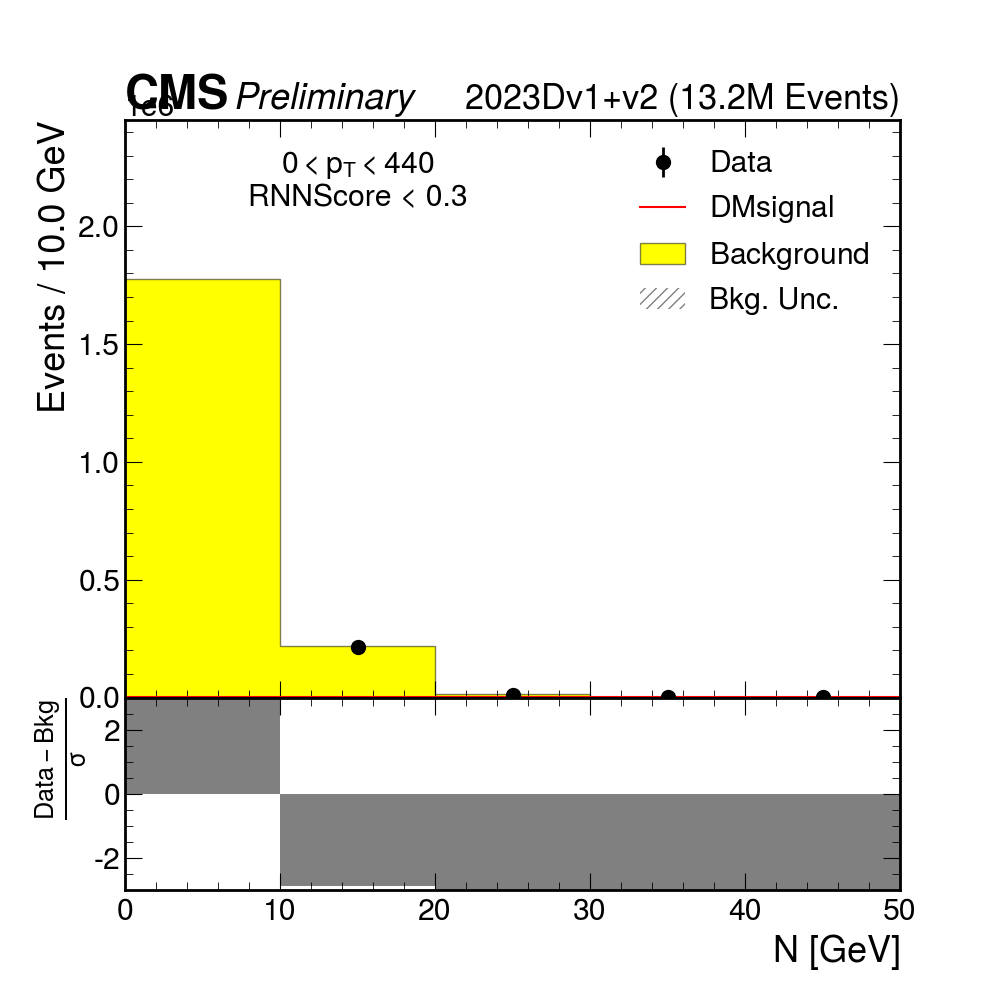 CMS Preliminary 2023Dv1+v2 (13.2M Events)
1e6
0 < pT < 440
RNNScore < 0.3
Data
DMsignal
Background
Bkg. Unc.
Events / 10.0 GeV
2.0
1.5
1.0
0.5
0.0
Data – Bkg
σ
2
0
-2
0 10 20 30 40 50
N [GeV]